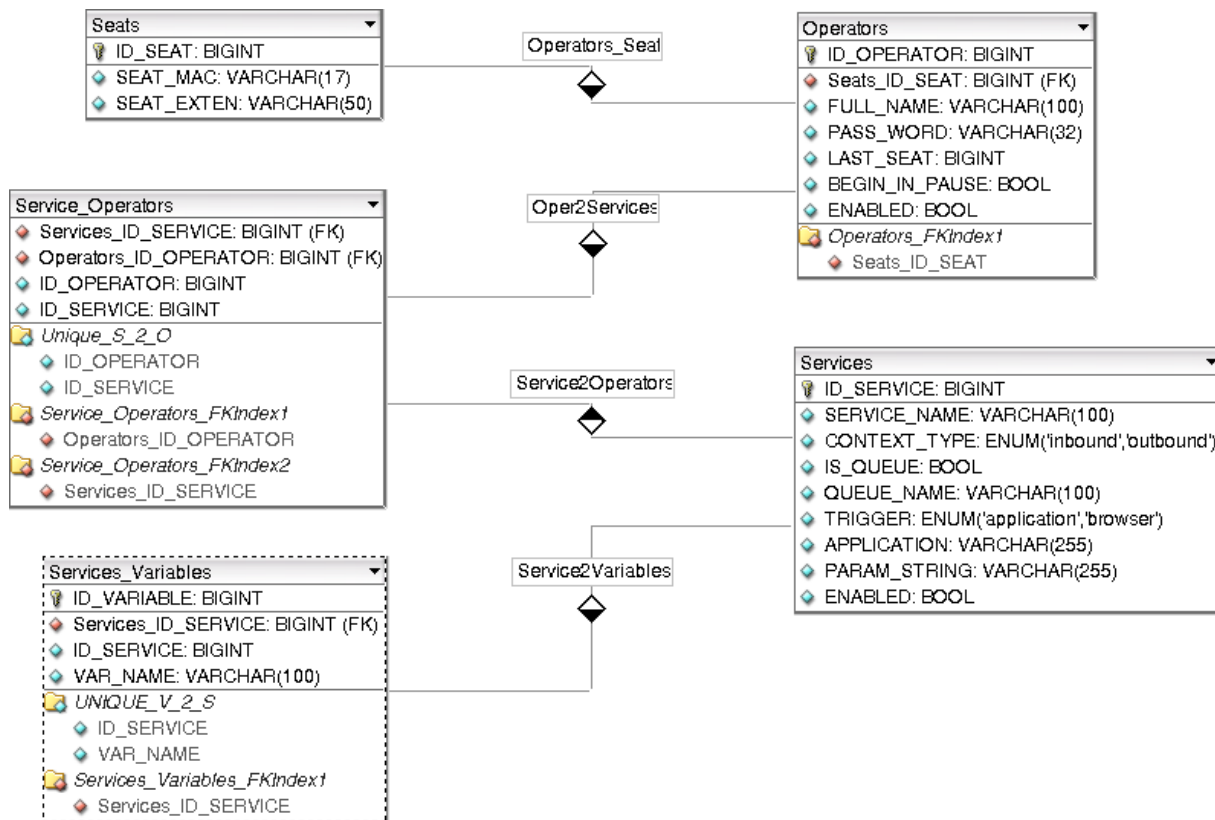 Seats
ID_SEAT: BIGINT
SEAT_MAC: VARCHAR(17)
SEAT_EXTEN: VARCHAR(50)
Operators_Seat
Operators
ID_OPERATOR: BIGINT
Seats_ID_SEAT: BIGINT (FK)
FULL_NAME: VARCHAR(100)
PASS_WORD: VARCHAR(32)
LAST_SEAT: BIGINT
BEGIN_IN_PAUSE: BOOL
ENABLED: BOOL
Operators_FKIndex1
Seats_ID_SEAT
Service_Operators
Services_ID_SERVICE: BIGINT (FK)
Operators_ID_OPERATOR: BIGINT (FK)
ID_OPERATOR: BIGINT
ID_SERVICE: BIGINT
Unique_S_2_O
ID_OPERATOR
ID_SERVICE
Service_Operators_FKIndex1
Operators_ID_OPERATOR
Service_Operators_FKIndex2
Services_ID_SERVICE
Oper2Services
Service2Operators
Services
ID_SERVICE: BIGINT
SERVICE_NAME: VARCHAR(100)
CONTEXT_TYPE: ENUM('inbound','outbound')
IS_QUEUE: BOOL
QUEUE_NAME: VARCHAR(100)
TRIGGER: ENUM('application','browser')
APPLICATION: VARCHAR(255)
PARAM_STRING: VARCHAR(255)
ENABLED: BOOL
Services_Variables
ID_VARIABLE: BIGINT
Services_ID_SERVICE: BIGINT (FK)
ID_SERVICE: BIGINT
VAR_NAME: VARCHAR(100)
UNIQUE_V_2_S
ID_SERVICE
VAR_NAME
Services_Variables_FKIndex1
Services_ID_SERVICE
Service2Variables